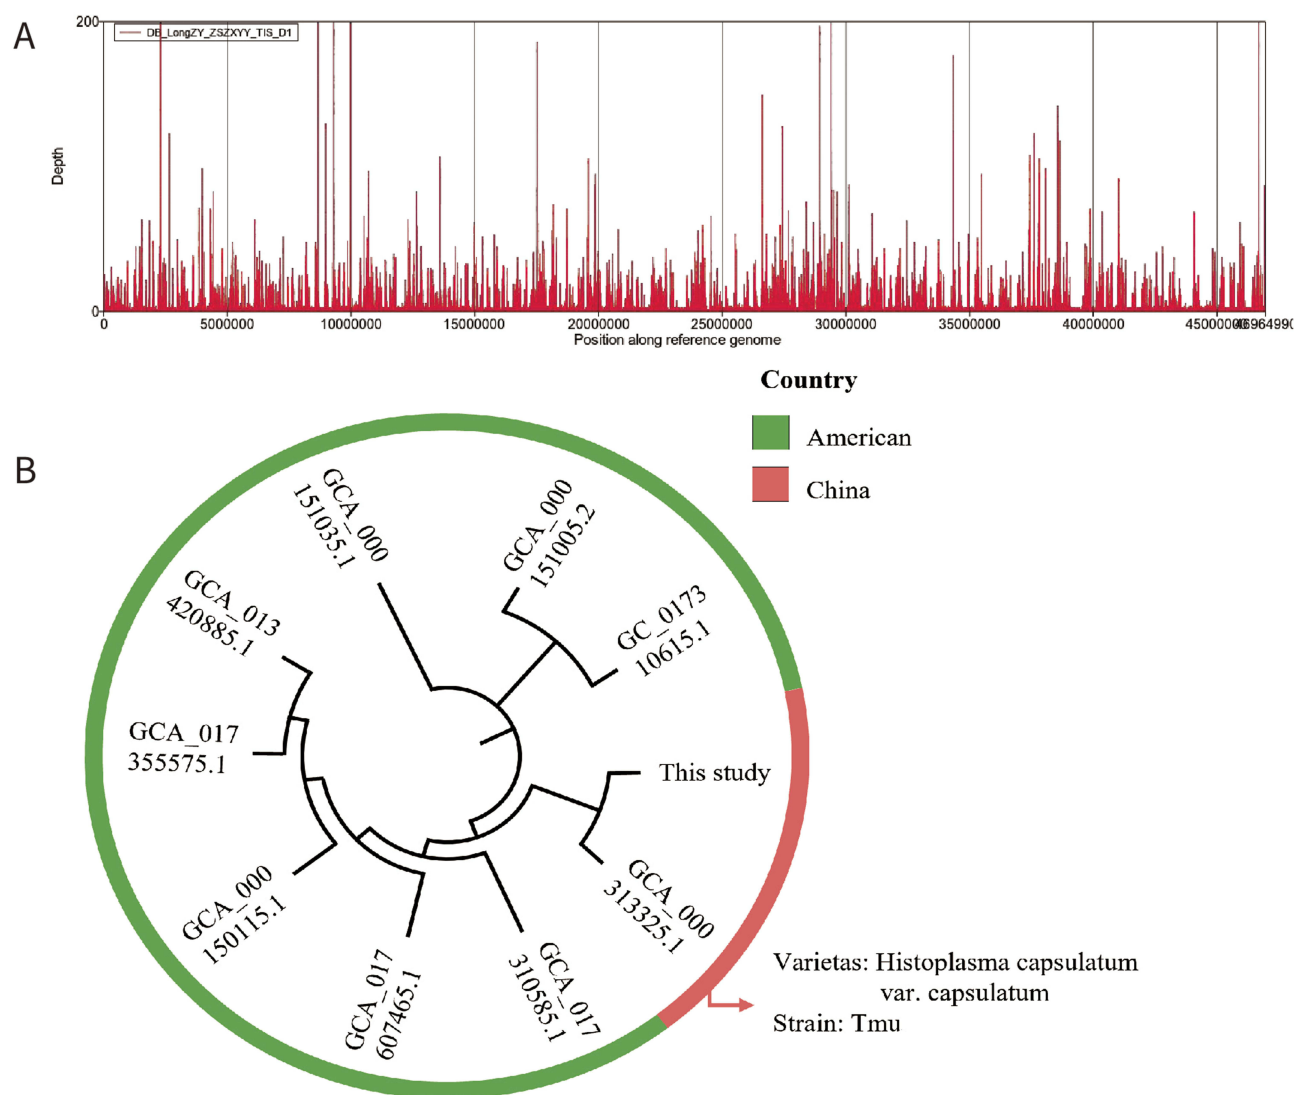 A
200
DB_LongZY_ZSZXYY_TIS_D1
Depth
0
0 5000000 10000000 15000000 20000000 25000000 30000000 35000000 40000000 45000000 46964990
Position along reference genome
Country
American
China
B
GCA_000
151035.1
GCA_000
151005.2
GC_0173
10615.1
GCA_013
420885.1
GCA_017
355575.1
This study
GCA_000
313325.1
GCA_000
150115.1
GCA_017
607465.1
GCA_017
310585.1
Varietas: Histoplasma capsulatum
var. capsulatum
Strain: Tmu